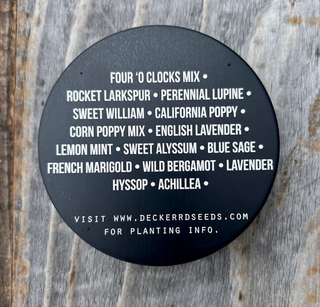 FOUR ‘O CLOCKS MIX •
ROCKET LARKSPUR • PERENNIAL LUPINE •
SWEET WILLIAM • CALIFORNIA POPPY •
CORN POPPY MIX • ENGLISH LAVENDER •
LEMON MINT • SWEET ALYSSUM • BLUE SAGE •
FRENCH MARIGOLD • WILD BERGAMOT • LAVENDER
HYSSOP • ACHILLEA •
VISIT WWW.DECKERRDSEEDS.COM
FOR PLANTING INFO.